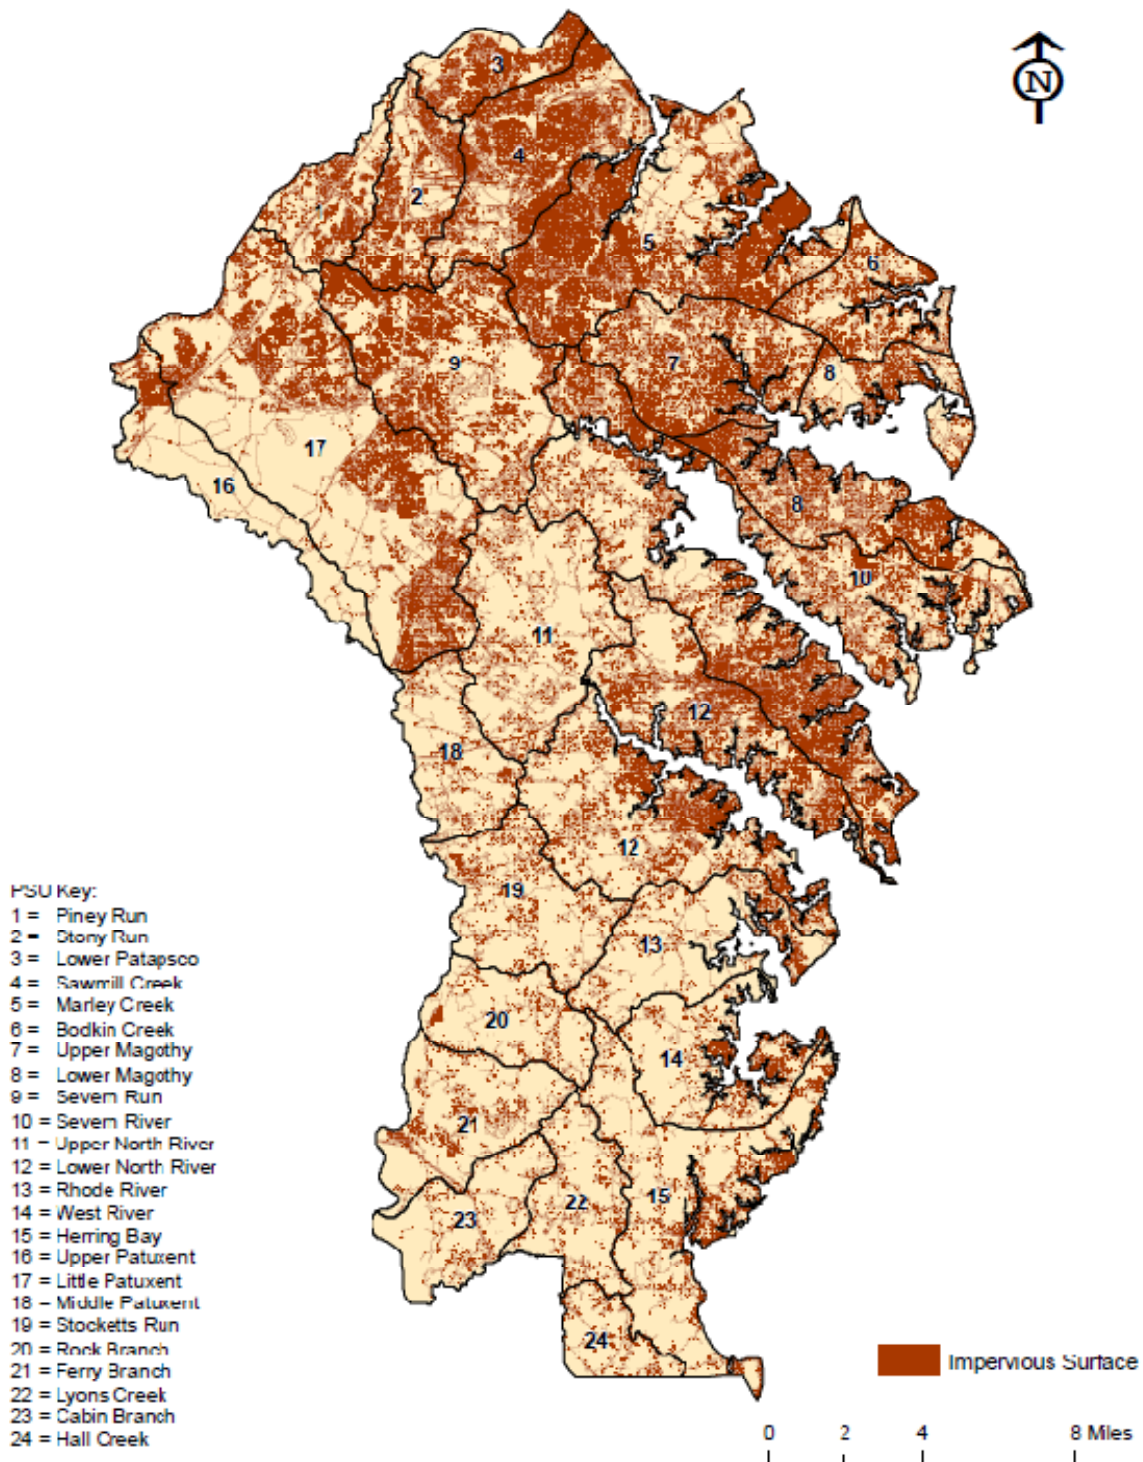 N
3
4
2
1
5
6
7
8
9
17
16
8
10
11
12
18
12
19
13
20
14
21
22
15
23
24
PSU Key:
1 = Piney Run
2 = Stony Run
3 = Lower Patapsco
4 = Sawmill Creek
5 = Marley Creek
6 = Bodkin Creek
7 = Upper Magothy
8 = Lower Magothy
9 = Severn Run
10 = Severn River
11 = Upper North River
12 = Lower North River
13 = Rhode River
14 = West River
15 = Herring Bay
16 = Upper Patuxent
17 = Little Patuxent
18 = Middle Patuxent
19 = Stocketts Run
20 = Rock Branch
21 = Ferry Branch
22 = Lyons Creek
23 = Cabin Branch
24 = Hall Creek
Impervious Surface
0 2 4 8 Miles